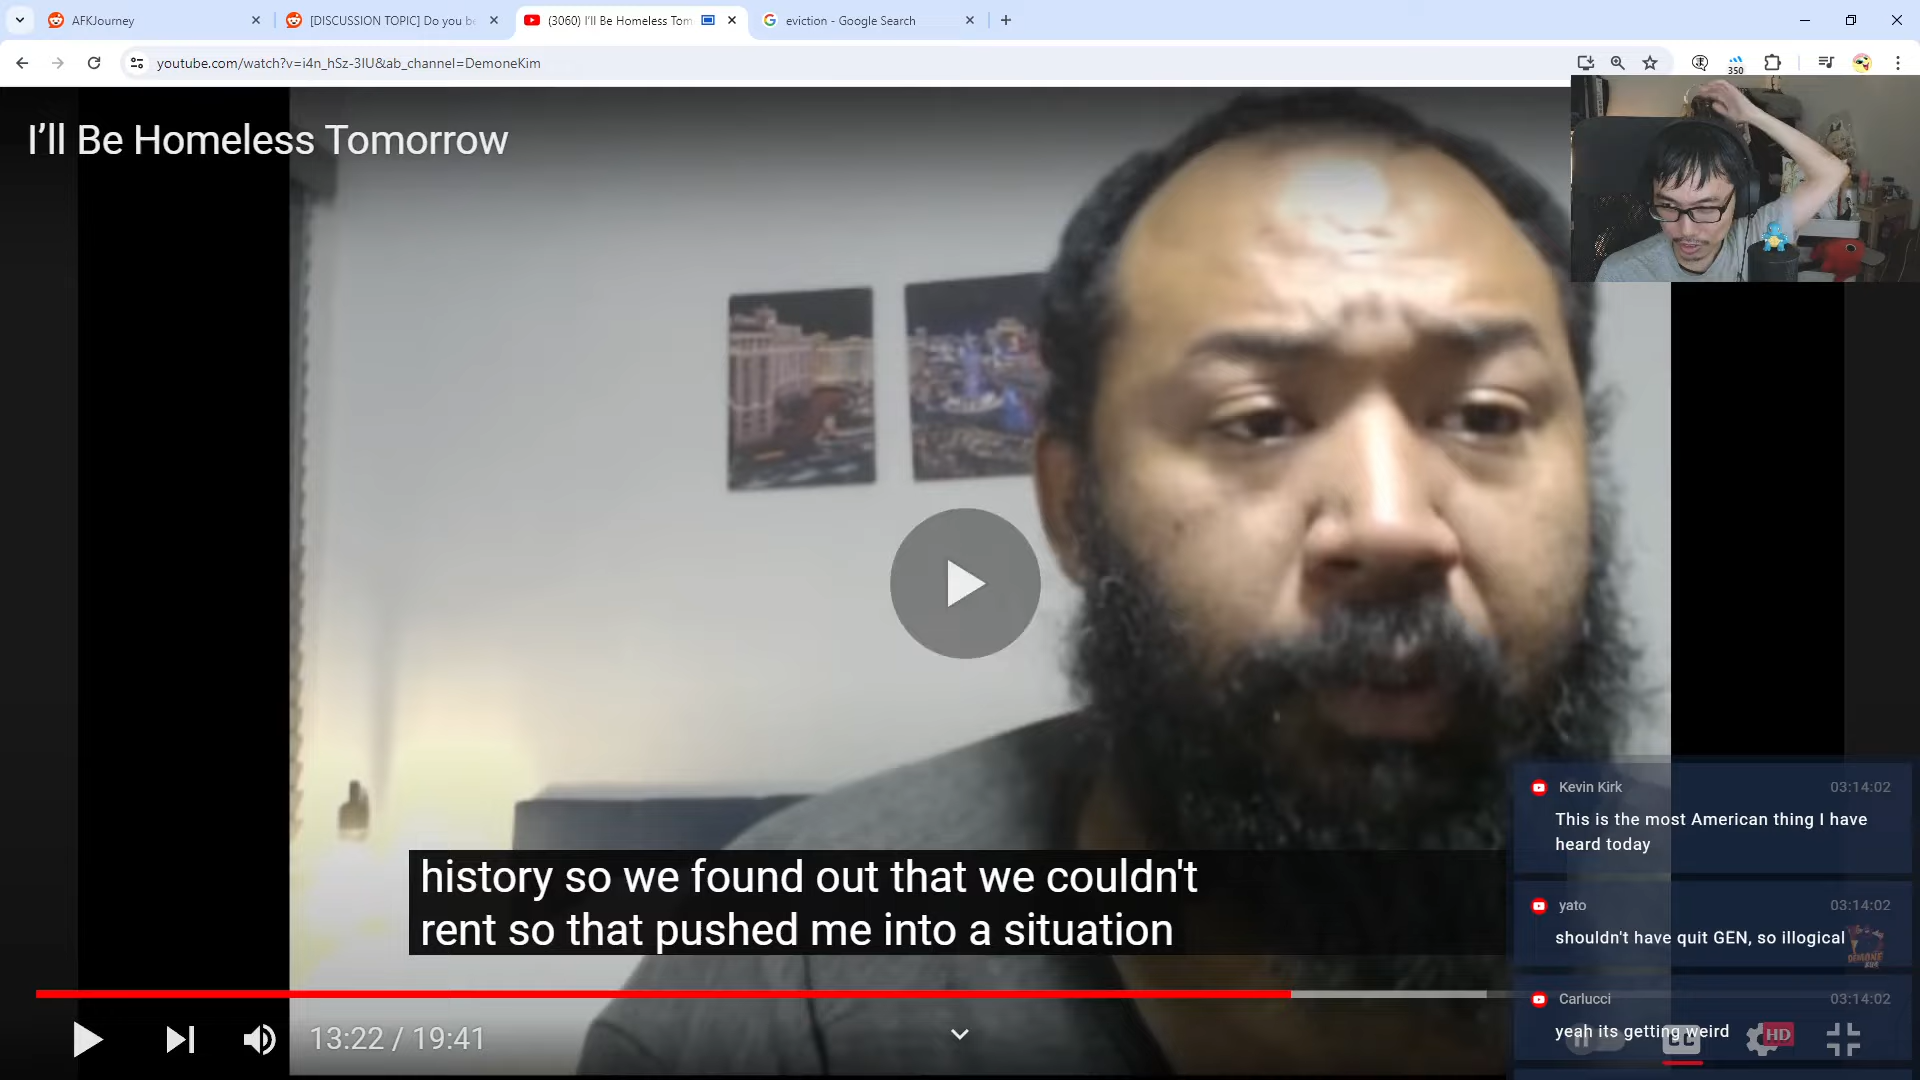 AFKJourney
[DISCUSSION TOPIC] Do you be
(3060) I'll Be Homeless Tom
eviction - Google Search
youtube.com/watch?v=i4n_hSz-3IU&ab_channel=DemoneKim
350
I’ll Be Homeless Tomorrow
history so we found out that we couldn't
rent so that pushed me into a situation
Kevin Kirk 03:14:02
This is the most American thing I have
heard today
yato 03:14:02
shouldn't have quit GEN, so illogical
DEMONE
Carlucci 03:14:02
yeah its getting weird
13:22 / 19:41
CC
HD